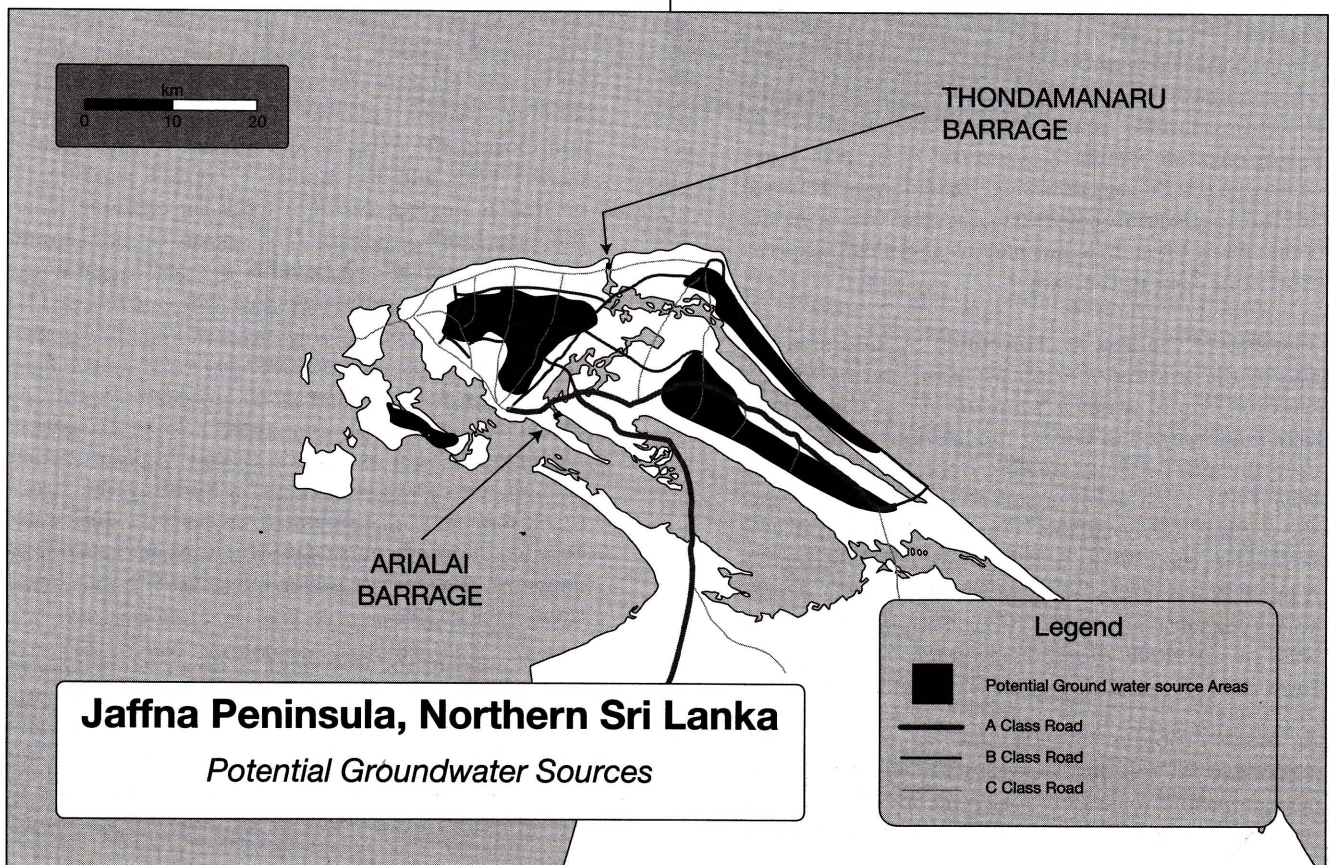 km
0 10 20
THONDAMANARU
BARRAGE
ARIALAI
BARRAGE
Jaffna Peninsula, Northern Sri Lanka
Potential Groundwater Sources
Legend
Potential Ground water source Areas
A Class Road
B Class Road
C Class Road